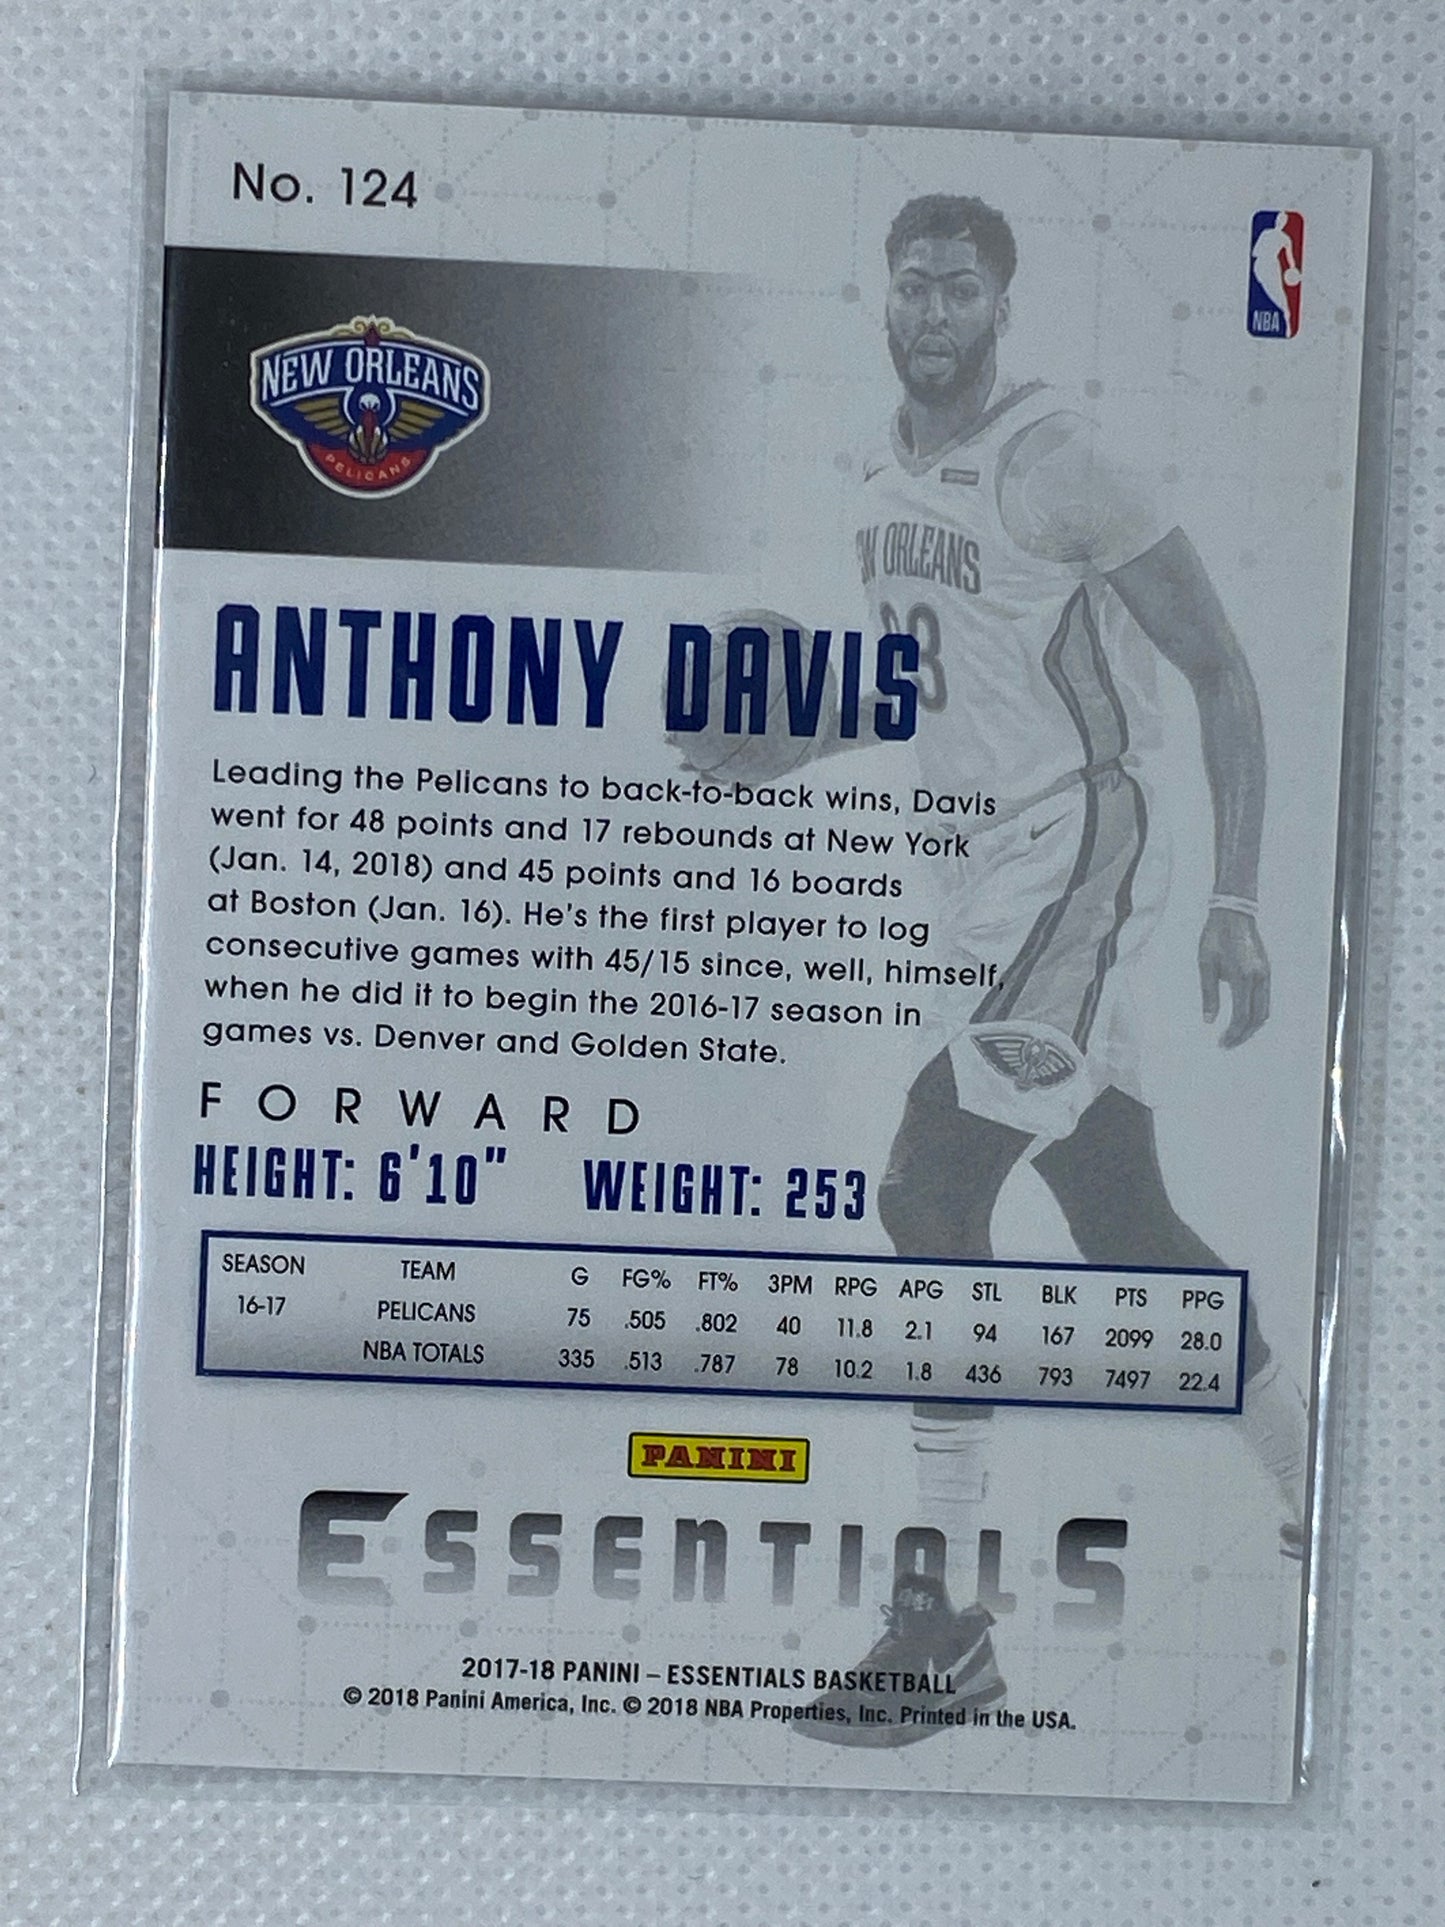 No. 124
NBA
NEW ORLEANS
PELICANS
W ORLEANS
3
ANTHONY DAVIS
Leading the Pelicans to back-to-back wins, Davis
went for 48 points and 17 rebounds at New York
(Jan. 14, 2018) and 45 points and 16 boards
at Boston (Jan. 16). He's the first player to log
consecutive games with 45/15 since, well, himself,
when he did it to begin the 2016-17 season in
games vs. Denver and Golden State.
FORWARD
HEIGHT: 6'10" WEIGHT: 253
SEASON TEAM G FG% FT% 3PM RPG APG STL BLK PTS PPG
16-17 PELICANS 75 .505 .802 40 11.8 2.1 94 167 2099 28.0
NBA TOTALS 335 .513 .787 78 10.2 1.8 436 793 7497 22.4
PANINI
ESSENTIALS
2017-18 PANINI – ESSENTIALS BASKETBALL
© 2018 Panini America, Inc. © 2018 NBA Properties, Inc. Printed in the USA.